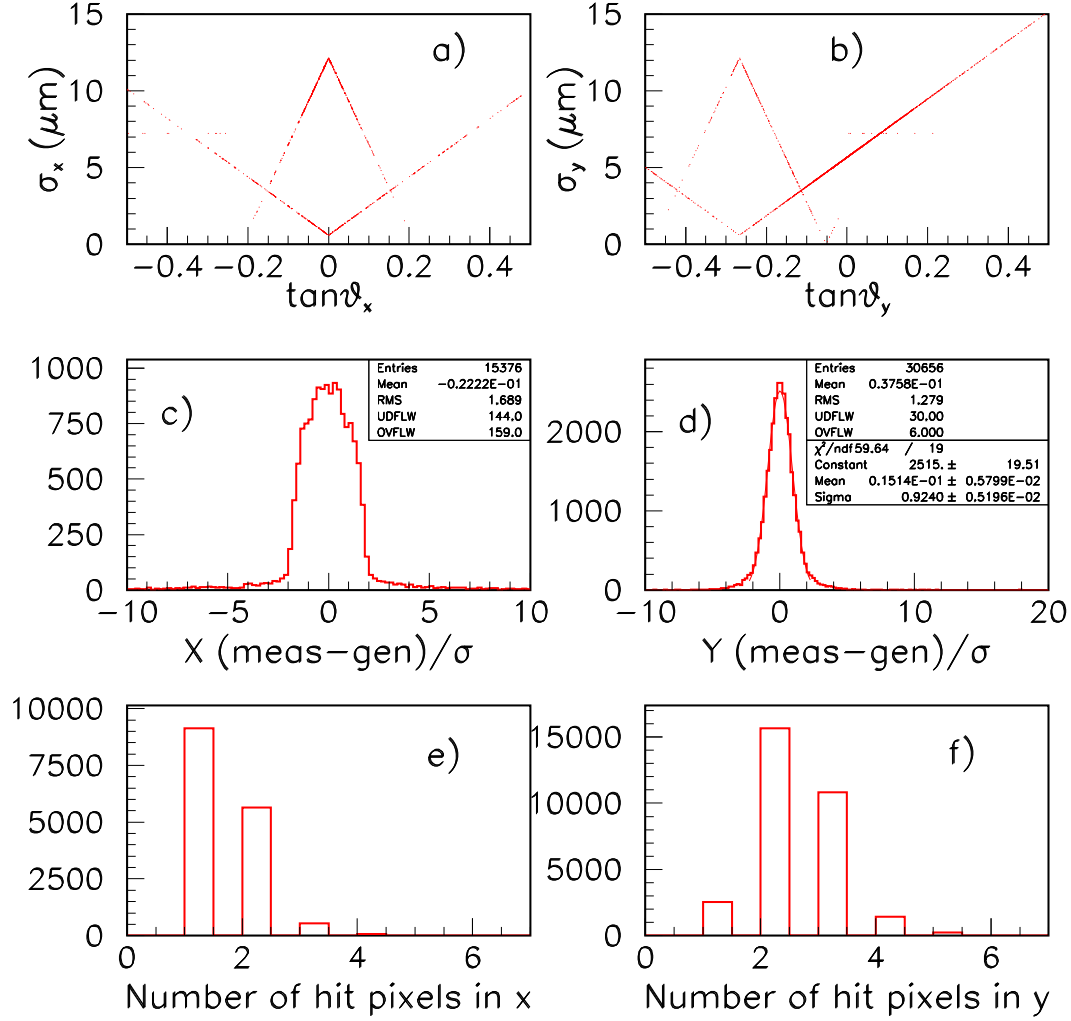 a)
σx (μm)
15
10
5
0
−0.4 −0.2 0 0.2 0.4
tanϑx
b)
σy (μm)
15
10
5
0
−0.4 −0.2 0 0.2 0.4
tanϑy
c)
1000
750
500
250
0
Entries 15376
Mean −0.2222E−01
RMS 1.689
UDFLW 144.0
OVFLW 159.0
−10 −5 0 5 10
X (meas−gen)/σ
d)
2000
1000
0
Entries 30656
Mean 0.3758E−01
RMS 1.279
UDFLW 30.00
OVFLW 6.000
χ²/ndf 59.64 / 19
Constant 2515. ± 19.51
Mean 0.1514E−01 ± 0.5799E−02
Sigma 0.9240 ± 0.5196E−02
−10 0 10 20
Y (meas−gen)/σ
e)
10000
7500
5000
2500
0
0 2 4 6
Number of hit pixels in x
f)
15000
10000
5000
0
0 2 4 6
Number of hit pixels in y